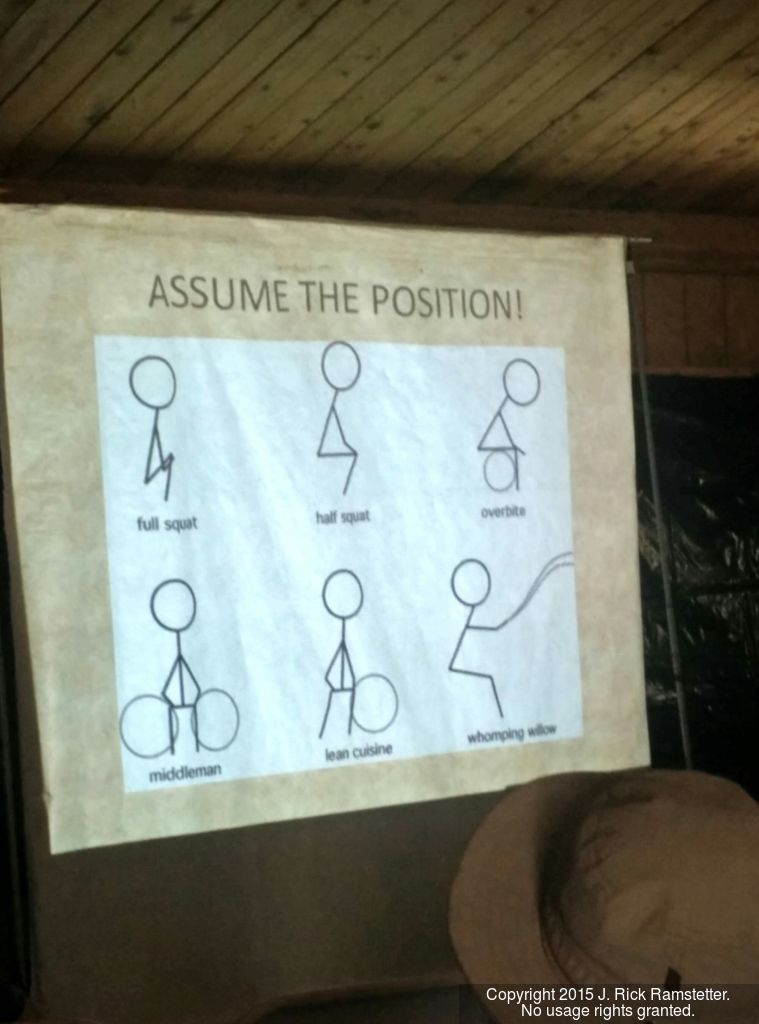 ASSUME THE POSITION!
full squat
half squat
overbite
middleman
lean cuisine
whomping willow
Copyright 2015 J. Rick Ramstetter.
No usage rights granted.